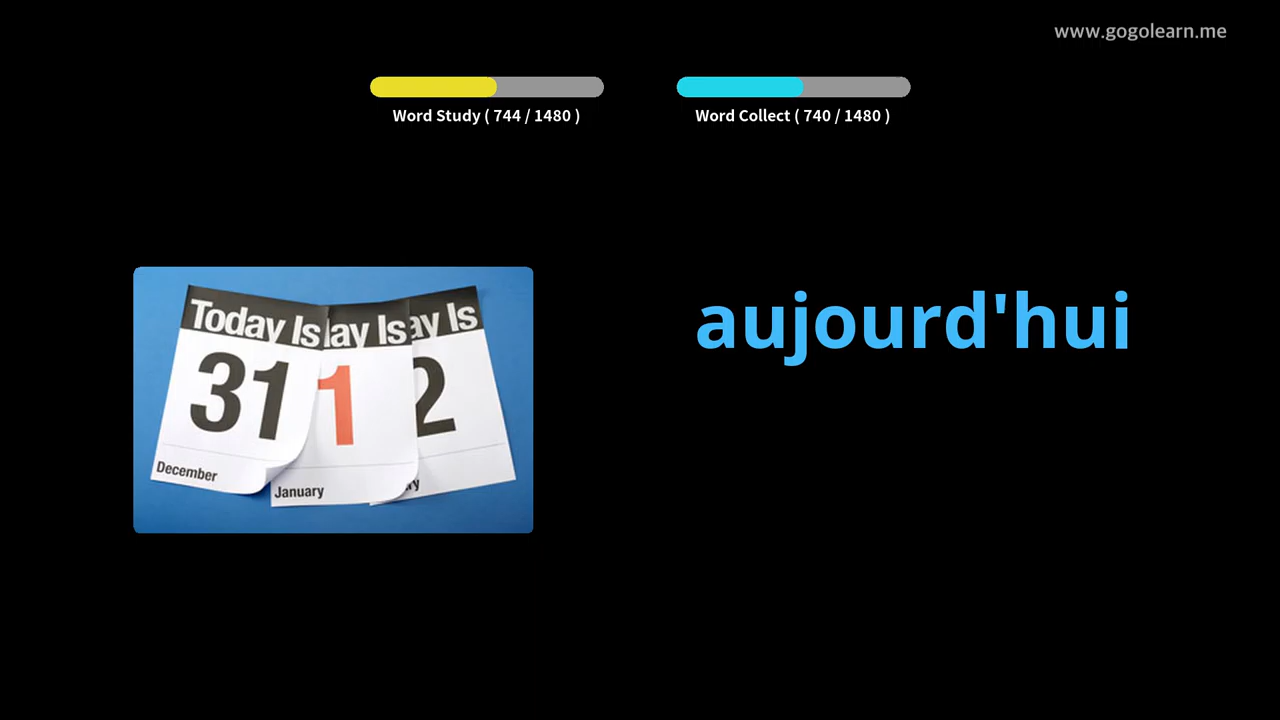 www.gogolearn.me
Word Study ( 744 / 1480 )
Word Collect ( 740 / 1480 )
Today Is
ay Is
ay Is
31
1
2
December
January
ry
aujourd'hui